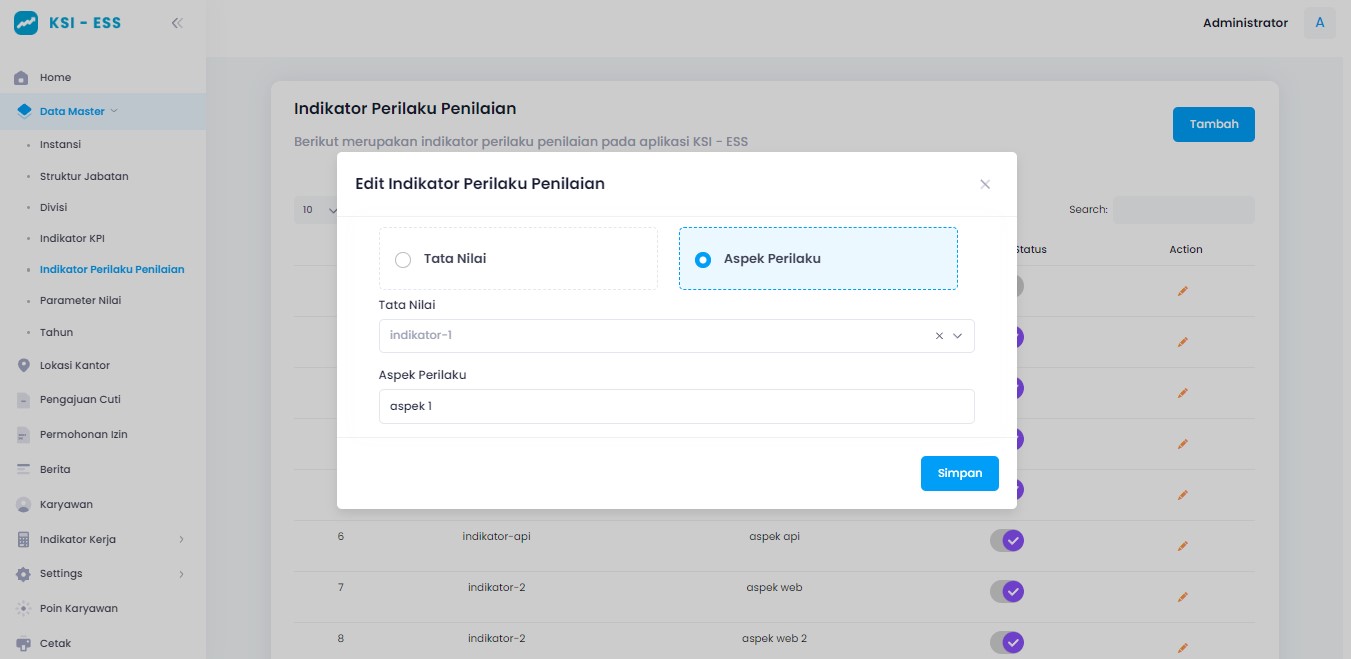 KSI - ESS
Administrator
A
Home
Data Master
Instansi
Struktur Jabatan
Divisi
Indikator KPI
Indikator Perilaku Penilaian
Parameter Nilai
Tahun
Lokasi Kantor
Pengajuan Cuti
Permohonan Izin
Berita
Karyawan
Indikator Kerja
Settings
Poin Karyawan
Cetak
Indikator Perilaku Penilaian
Berikut merupakan indikator perilaku penilaian pada aplikasi KSI - ESS
Tambah
10
Search:
Status
Action
Edit Indikator Perilaku Penilaian
Tata Nilai
Aspek Perilaku
Tata Nilai
indikator-1
Aspek Perilaku
aspek 1
Simpan
6 indikator-api aspek api
7 indikator-2 aspek web
8 indikator-2 aspek web 2